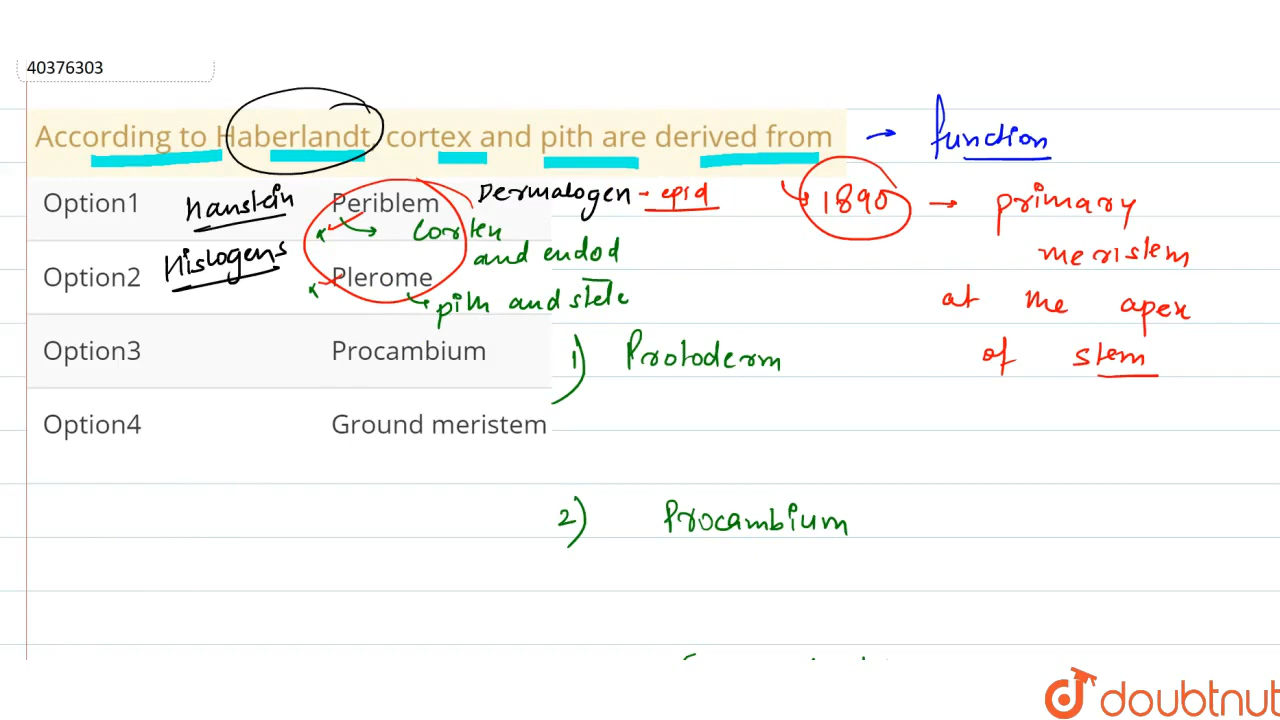 40376303
According to Haberlandt, cortex and pith are derived from → function
Option1 Hanstein Periblem Dermalogen - epid 1890 → primary
Histogens → Corten meristem
and endod
Option2 Plerome at the apex
pith and stele
of stem
Option3 Procambium 1) Protoderm
Option4 Ground meristem
2) Procambium
doubtnut